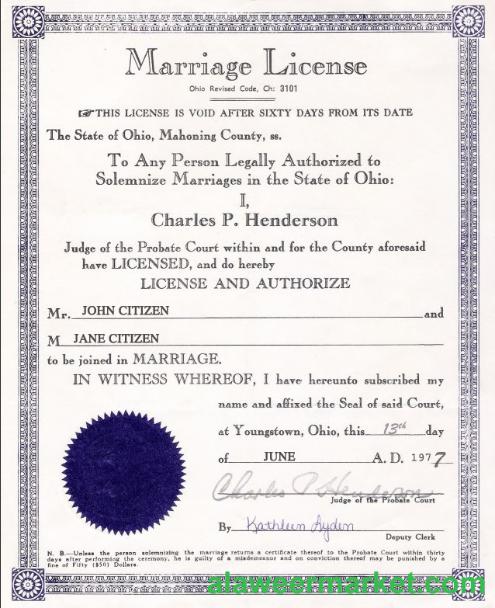 Marriage License
Ohio Revised Code, Ch: 3101
☞THIS LICENSE IS VOID AFTER SIXTY DAYS FROM ITS DATE
The State of Ohio, Mahoning County, ss.
To Any Person Legally Authorized to
Solemnize Marriages in the State of Ohio:
I,
Charles P. Henderson
Judge of the Probate Court within and for the County aforesaid
have LICENSED, and do hereby
LICENSE AND AUTHORIZE
Mr. JOHN CITIZEN and
M JANE CITIZEN
to be joined in MARRIAGE.
IN WITNESS WHEREOF, I have hereunto subscribed my
name and affixed the Seal of said Court,
at Youngstown, Ohio, this 13th day
of JUNE A. D. 1977
Charles P Henderson
Judge of the Probate Court
By Kathleen Lyden
Deputy Clerk
N. B.—Unless the person solemnizing the marriage returns a certificate thereof to the Probate Court within thirty
days after performing the ceremony, he is guilty of a misdemeanor and on conviction thereof may be punished by a
fine of Fifty ($50) Dollars.
alaweermarket.com